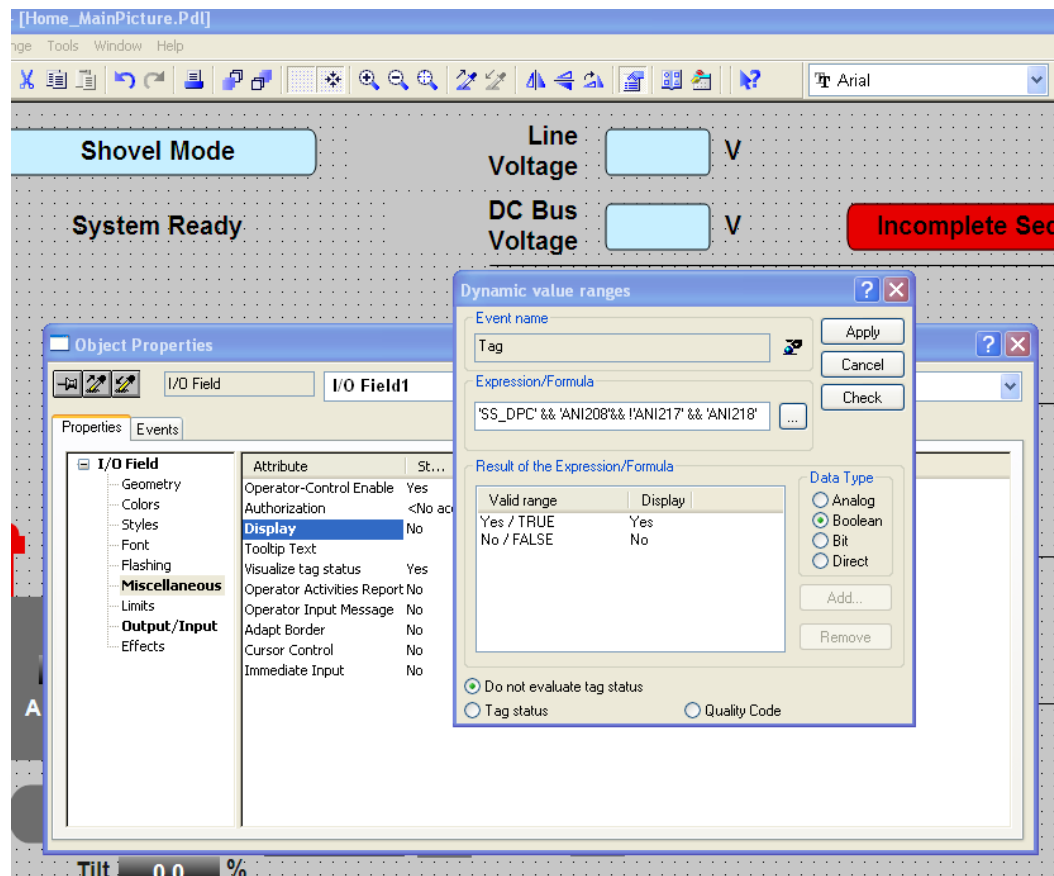 [Home_MainPicture.Pdl]
Tools Window Help
Arial
Shovel Mode
Line
Voltage
V
System Ready
DC Bus
Voltage
V
Incomplete Sec
Dynamic value ranges
Event name
Tag
Apply
Cancel
Check
Expression/Formula
'SS_DPC' && 'ANI208'&& !'ANI217' && 'ANI218'
...
Result of the Expression/Formula
Valid range Display
Yes / TRUE Yes
No / FALSE No
Data Type
Analog
Boolean
Bit
Direct
Add...
Remove
Do not evaluate tag status
Tag status Quality Code
Object Properties
I/O Field I/O Field1
Properties Events
I/O Field
Geometry
Colors
Styles
Font
Flashing
Miscellaneous
Limits
Output/Input
Effects
Attribute St...
Operator-Control Enable Yes
Authorization <No ac
Display No
Tooltip Text
Visualize tag status Yes
Operator Activities Report No
Operator Input Message No
Adapt Border No
Cursor Control No
Immediate Input No
A
Tilt 0.0 %